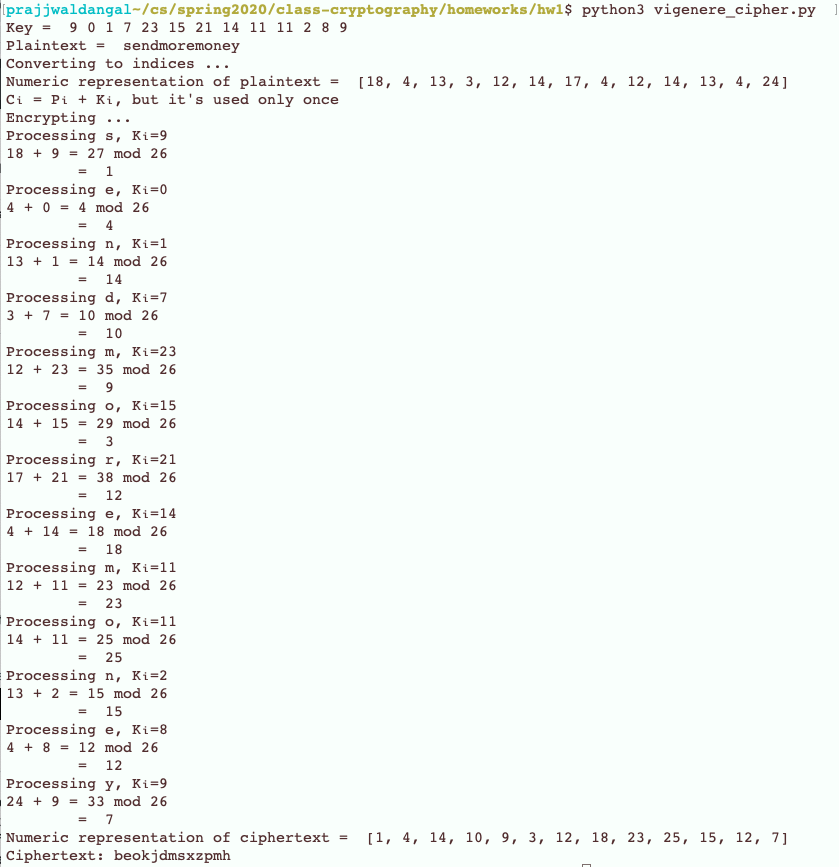 prajjwaldangal~/cs/spring2020/class-cryptography/homeworks/hw1$ python3 vigenere_cipher.py
Key =  9 0 1 7 23 15 21 14 11 11 2 8 9
Plaintext =  sendmoremoney
Converting to indices ...
Numeric representation of plaintext =  [18, 4, 13, 3, 12, 14, 17, 4, 12, 14, 13, 4, 24]
Cᵢ = Pᵢ + Kᵢ, but it's used only once
Encrypting ...
Processing s, Kᵢ=9
18 + 9 = 27 mod 26
        =  1
Processing e, Kᵢ=0
4 + 0 = 4 mod 26
        =  4
Processing n, Kᵢ=1
13 + 1 = 14 mod 26
        =  14
Processing d, Kᵢ=7
3 + 7 = 10 mod 26
        =  10
Processing m, Kᵢ=23
12 + 23 = 35 mod 26
        =  9
Processing o, Kᵢ=15
14 + 15 = 29 mod 26
        =  3
Processing r, Kᵢ=21
17 + 21 = 38 mod 26
        =  12
Processing e, Kᵢ=14
4 + 14 = 18 mod 26
        =  18
Processing m, Kᵢ=11
12 + 11 = 23 mod 26
        =  23
Processing o, Kᵢ=11
14 + 11 = 25 mod 26
        =  25
Processing n, Kᵢ=2
13 + 2 = 15 mod 26
        =  15
Processing e, Kᵢ=8
4 + 8 = 12 mod 26
        =  12
Processing y, Kᵢ=9
24 + 9 = 33 mod 26
        =  7
Numeric representation of ciphertext =  [1, 4, 14, 10, 9, 3, 12, 18, 23, 25, 15, 12, 7]
Ciphertext: beokjdmsxzpmh